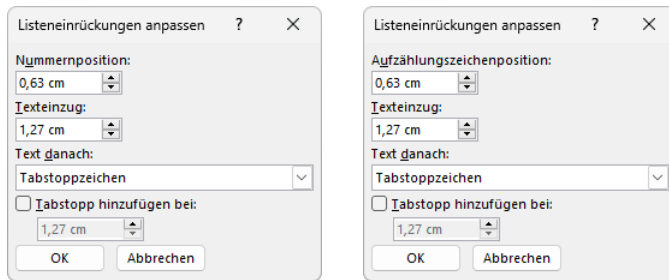 Listeneinrückungen anpassen ? ×
Nummernposition:
0,63 cm
Texteinzug:
1,27 cm
Text danach:
Tabstoppzeichen
Tabstopp hinzufügen bei:
1,27 cm
OK Abbrechen
Listeneinrückungen anpassen ? ×
Aufzählungszeichenposition:
0,63 cm
Texteinzug:
1,27 cm
Text danach:
Tabstoppzeichen
Tabstopp hinzufügen bei:
1,27 cm
OK Abbrechen